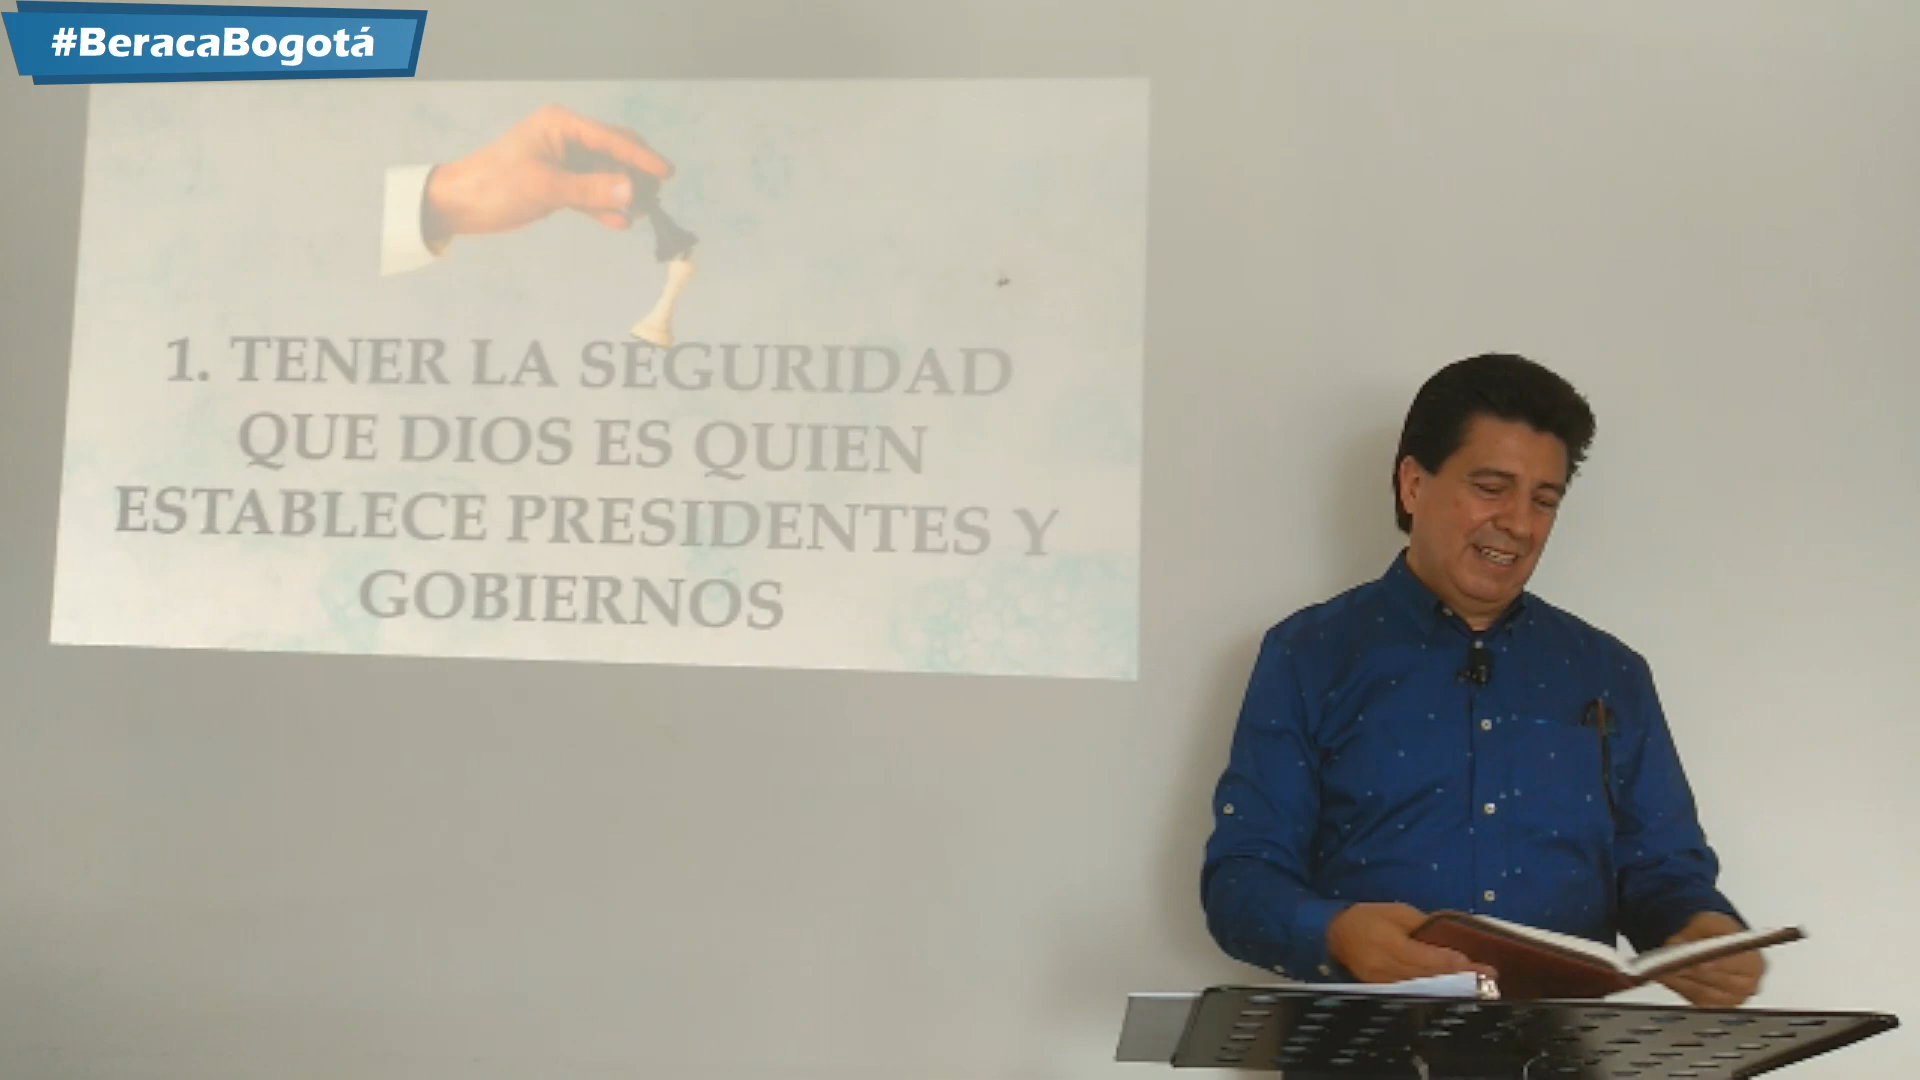 #BeracaBogotá
1. TENER LA SEGURIDAD
QUE DIOS ES QUIEN
ESTABLECE PRESIDENTES Y
GOBIERNOS